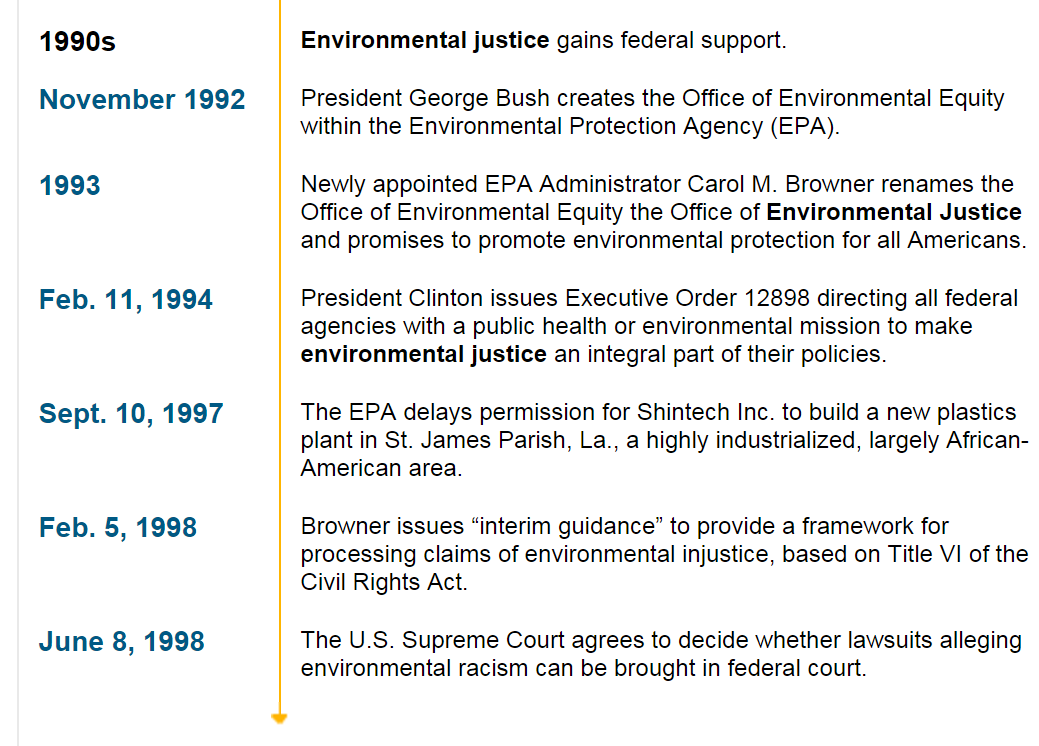 1990s
Environmental justice gains federal support.
November 1992
President George Bush creates the Office of Environmental Equity
within the Environmental Protection Agency (EPA).
1993
Newly appointed EPA Administrator Carol M. Browner renames the
Office of Environmental Equity the Office of Environmental Justice
and promises to promote environmental protection for all Americans.
Feb. 11, 1994
President Clinton issues Executive Order 12898 directing all federal
agencies with a public health or environmental mission to make
environmental justice an integral part of their policies.
Sept. 10, 1997
The EPA delays permission for Shintech Inc. to build a new plastics
plant in St. James Parish, La., a highly industrialized, largely African-
American area.
Feb. 5, 1998
Browner issues “interim guidance” to provide a framework for
processing claims of environmental injustice, based on Title VI of the
Civil Rights Act.
June 8, 1998
The U.S. Supreme Court agrees to decide whether lawsuits alleging
environmental racism can be brought in federal court.